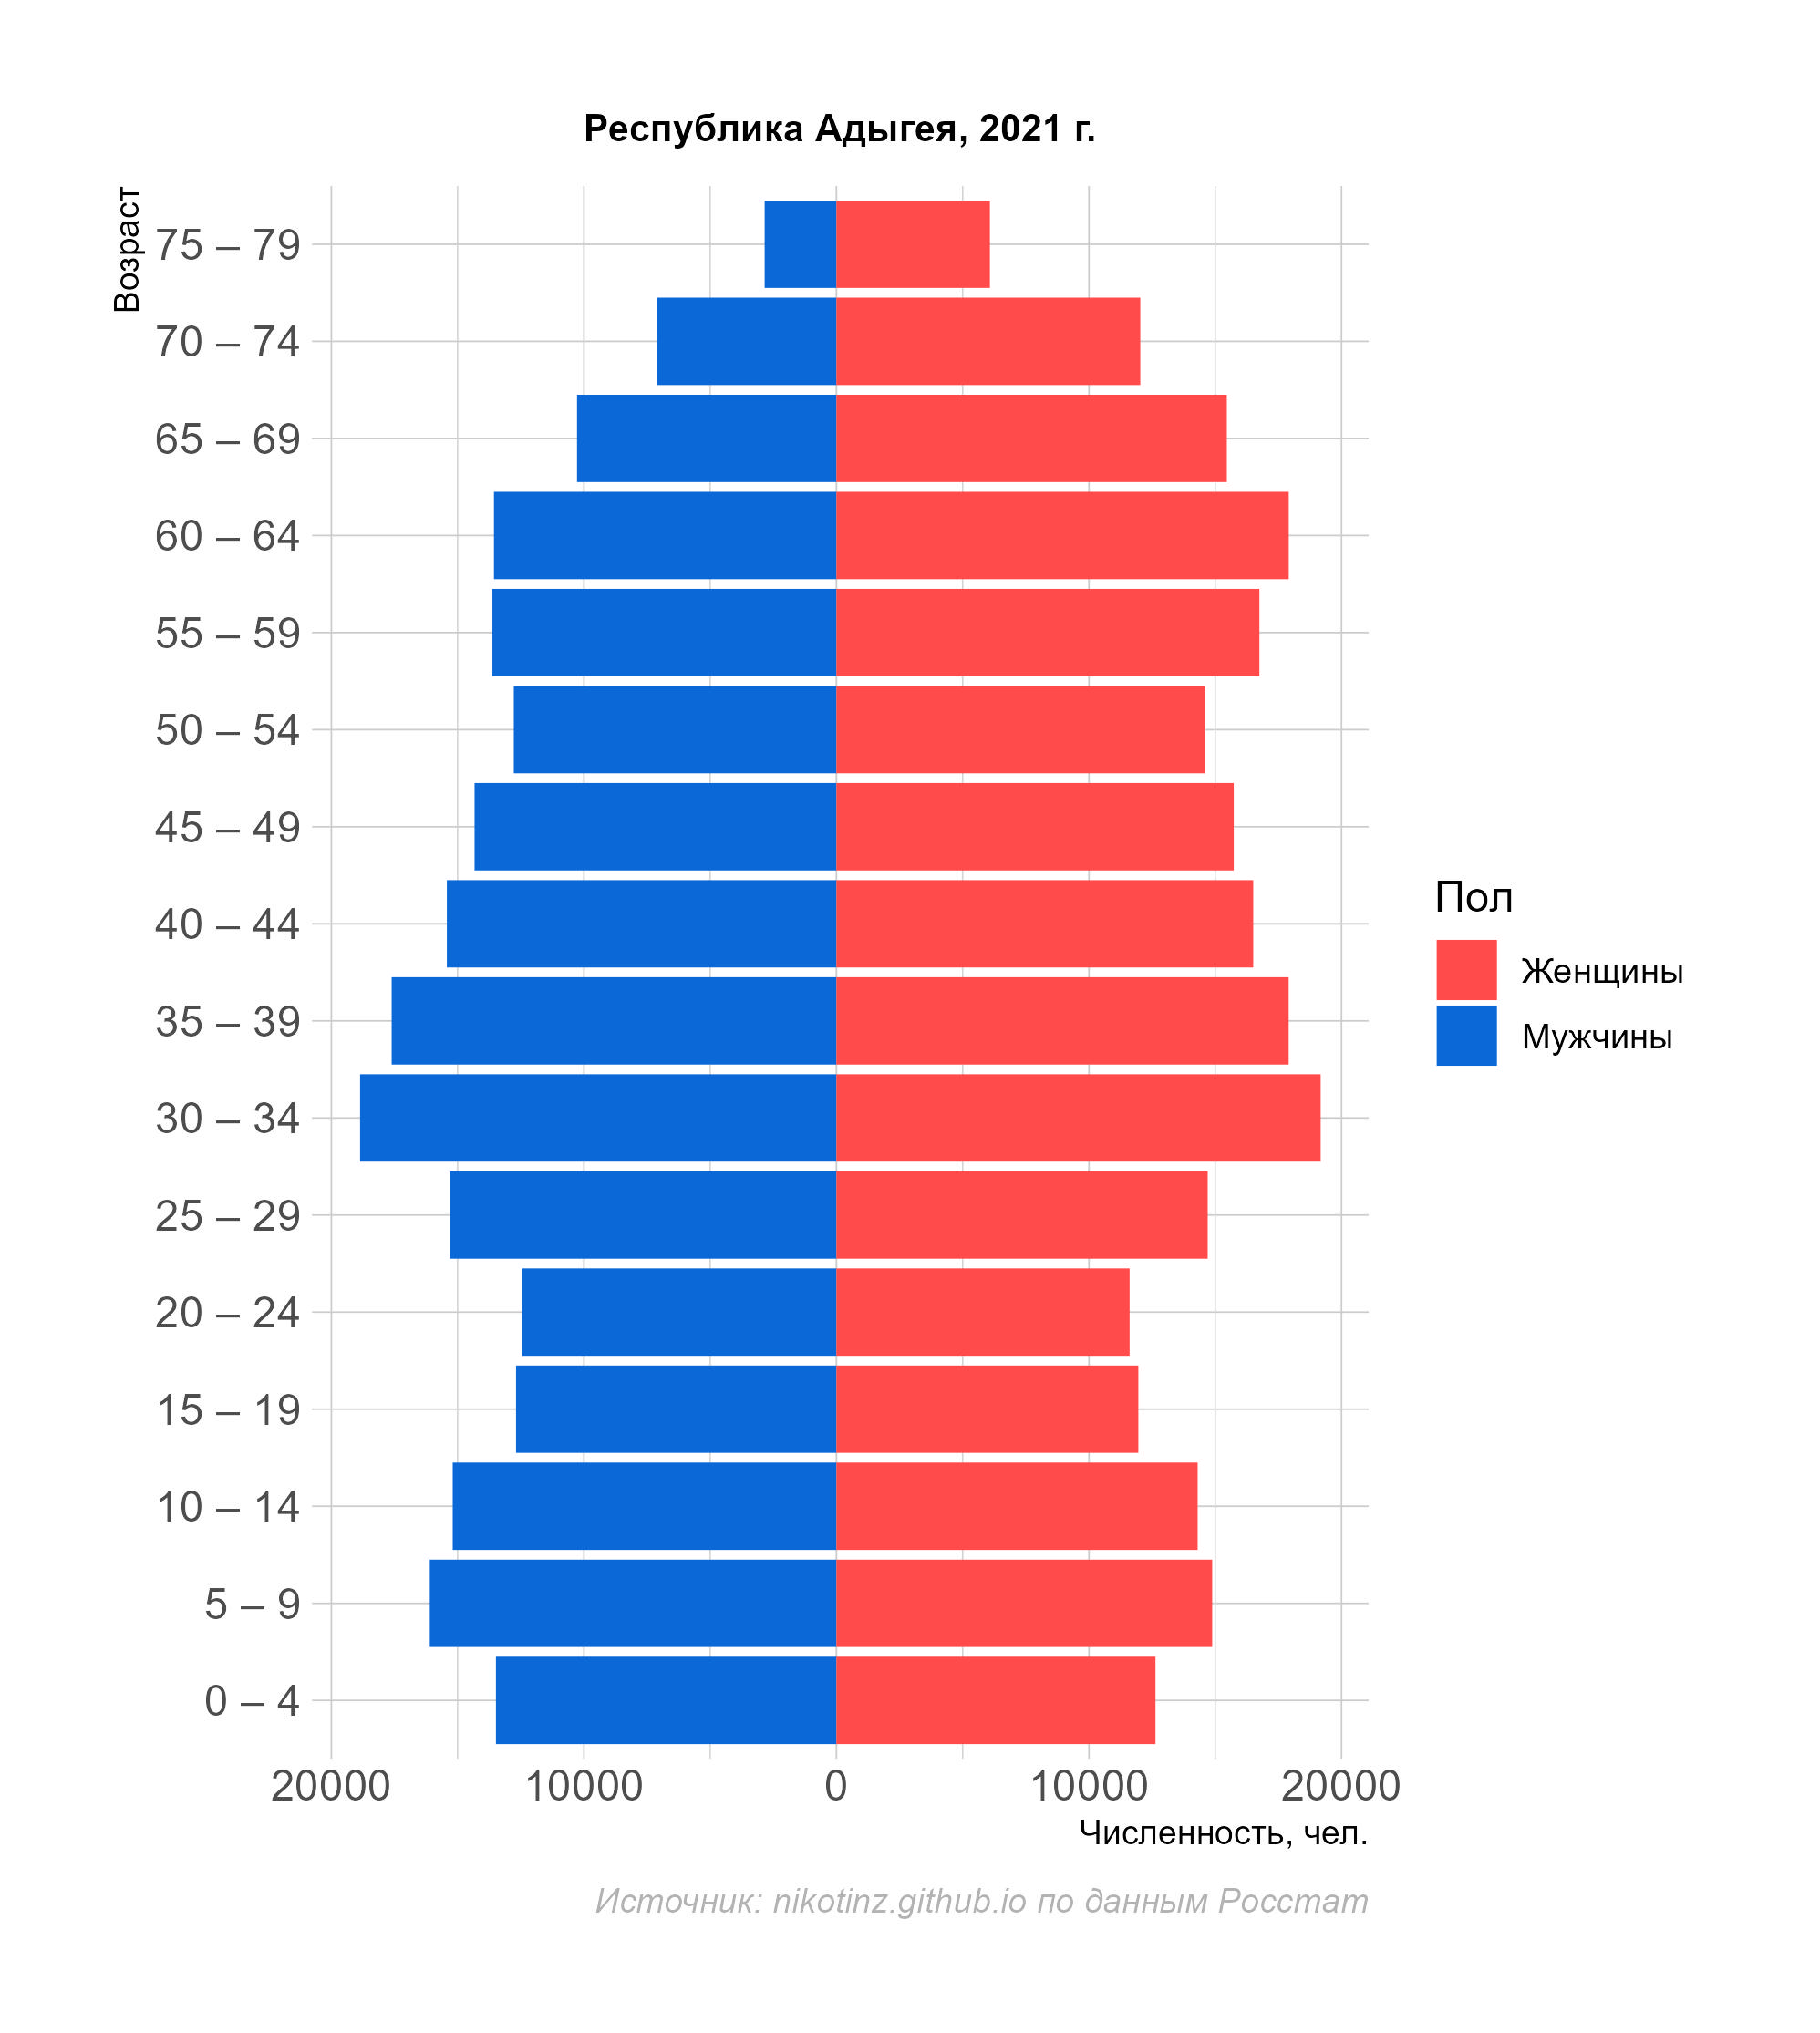 Республика Адыгея, 2021 г.
Возраст
75 – 79
70 – 74
65 – 69
60 – 64
55 – 59
50 – 54
45 – 49
40 – 44
35 – 39
30 – 34
25 – 29
20 – 24
15 – 19
10 – 14
5 – 9
0 – 4
20000 10000 0 10000 20000
Численность, чел.
Пол
Женщины
Мужчины
Источник: nikotinz.github.io по данным Росстат